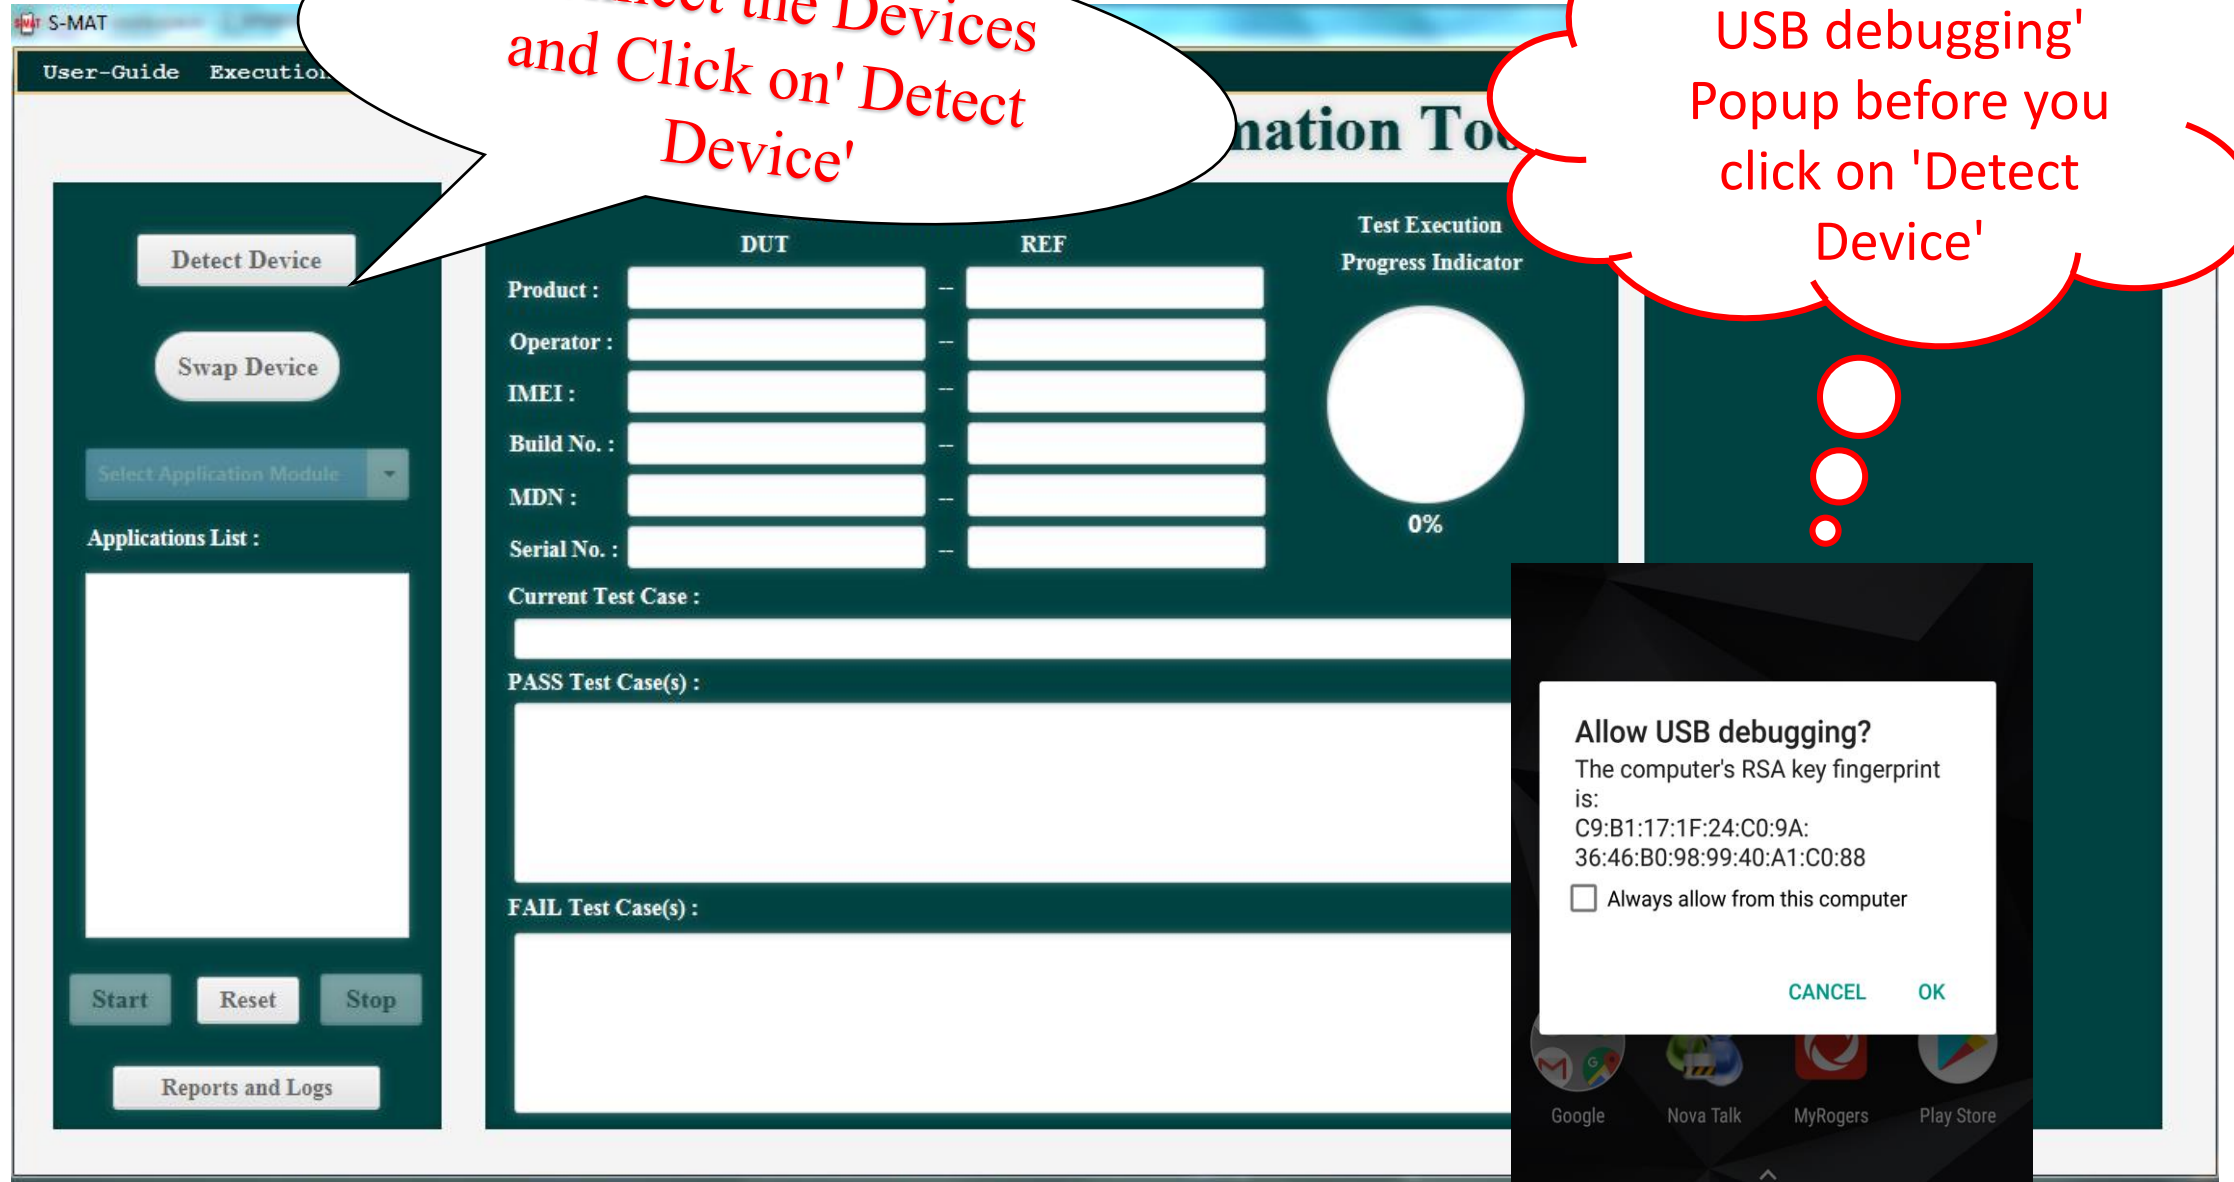 S-MAT
User-Guide Execution
the Devices
and Click on' Detect
Device'
USB debugging'
Popup before you
click on 'Detect
Device'
Detect Device
Swap Device
Select Application Module
Applications List :
Start Reset Stop
Reports and Logs
DUT REF
Product : --
Operator : --
IMEI : --
Build No. : --
MDN : --
Serial No. : --
Test Execution
Progress Indicator
0%
Current Test Case :
PASS Test Case(s) :
FAIL Test Case(s) :
Allow USB debugging?
The computer's RSA key fingerprint
is:
C9:B1:17:1F:24:C0:9A:
36:46:B0:98:99:40:A1:C0:88
Always allow from this computer
CANCEL OK
Google Nova Talk MyRogers Play Store